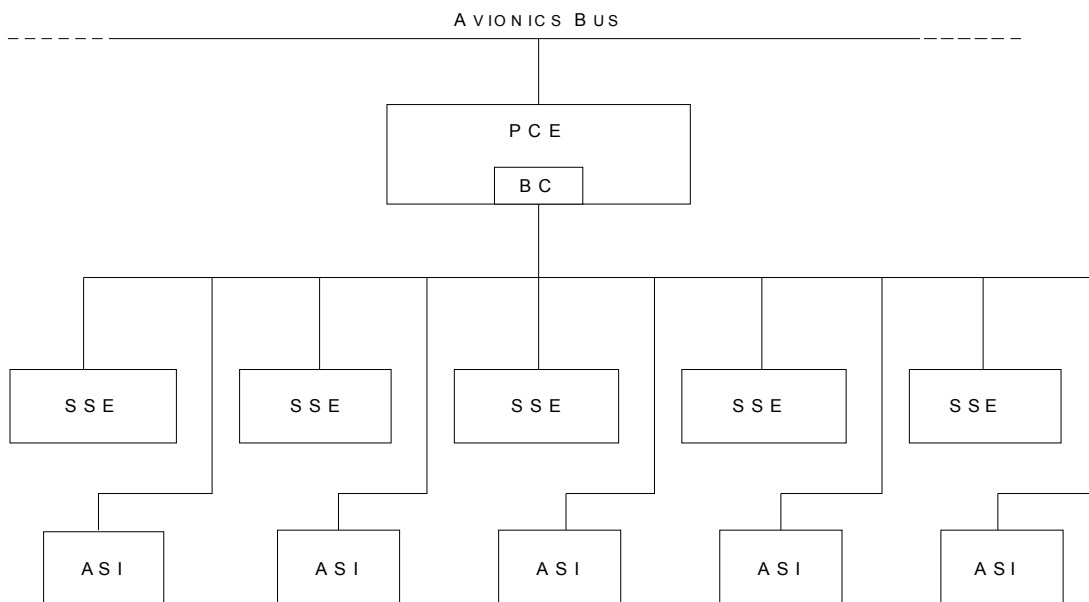 AVIONICS BUS
PCE
BC
SSE SSE SSE SSE SSE
ASI ASI ASI ASI ASI